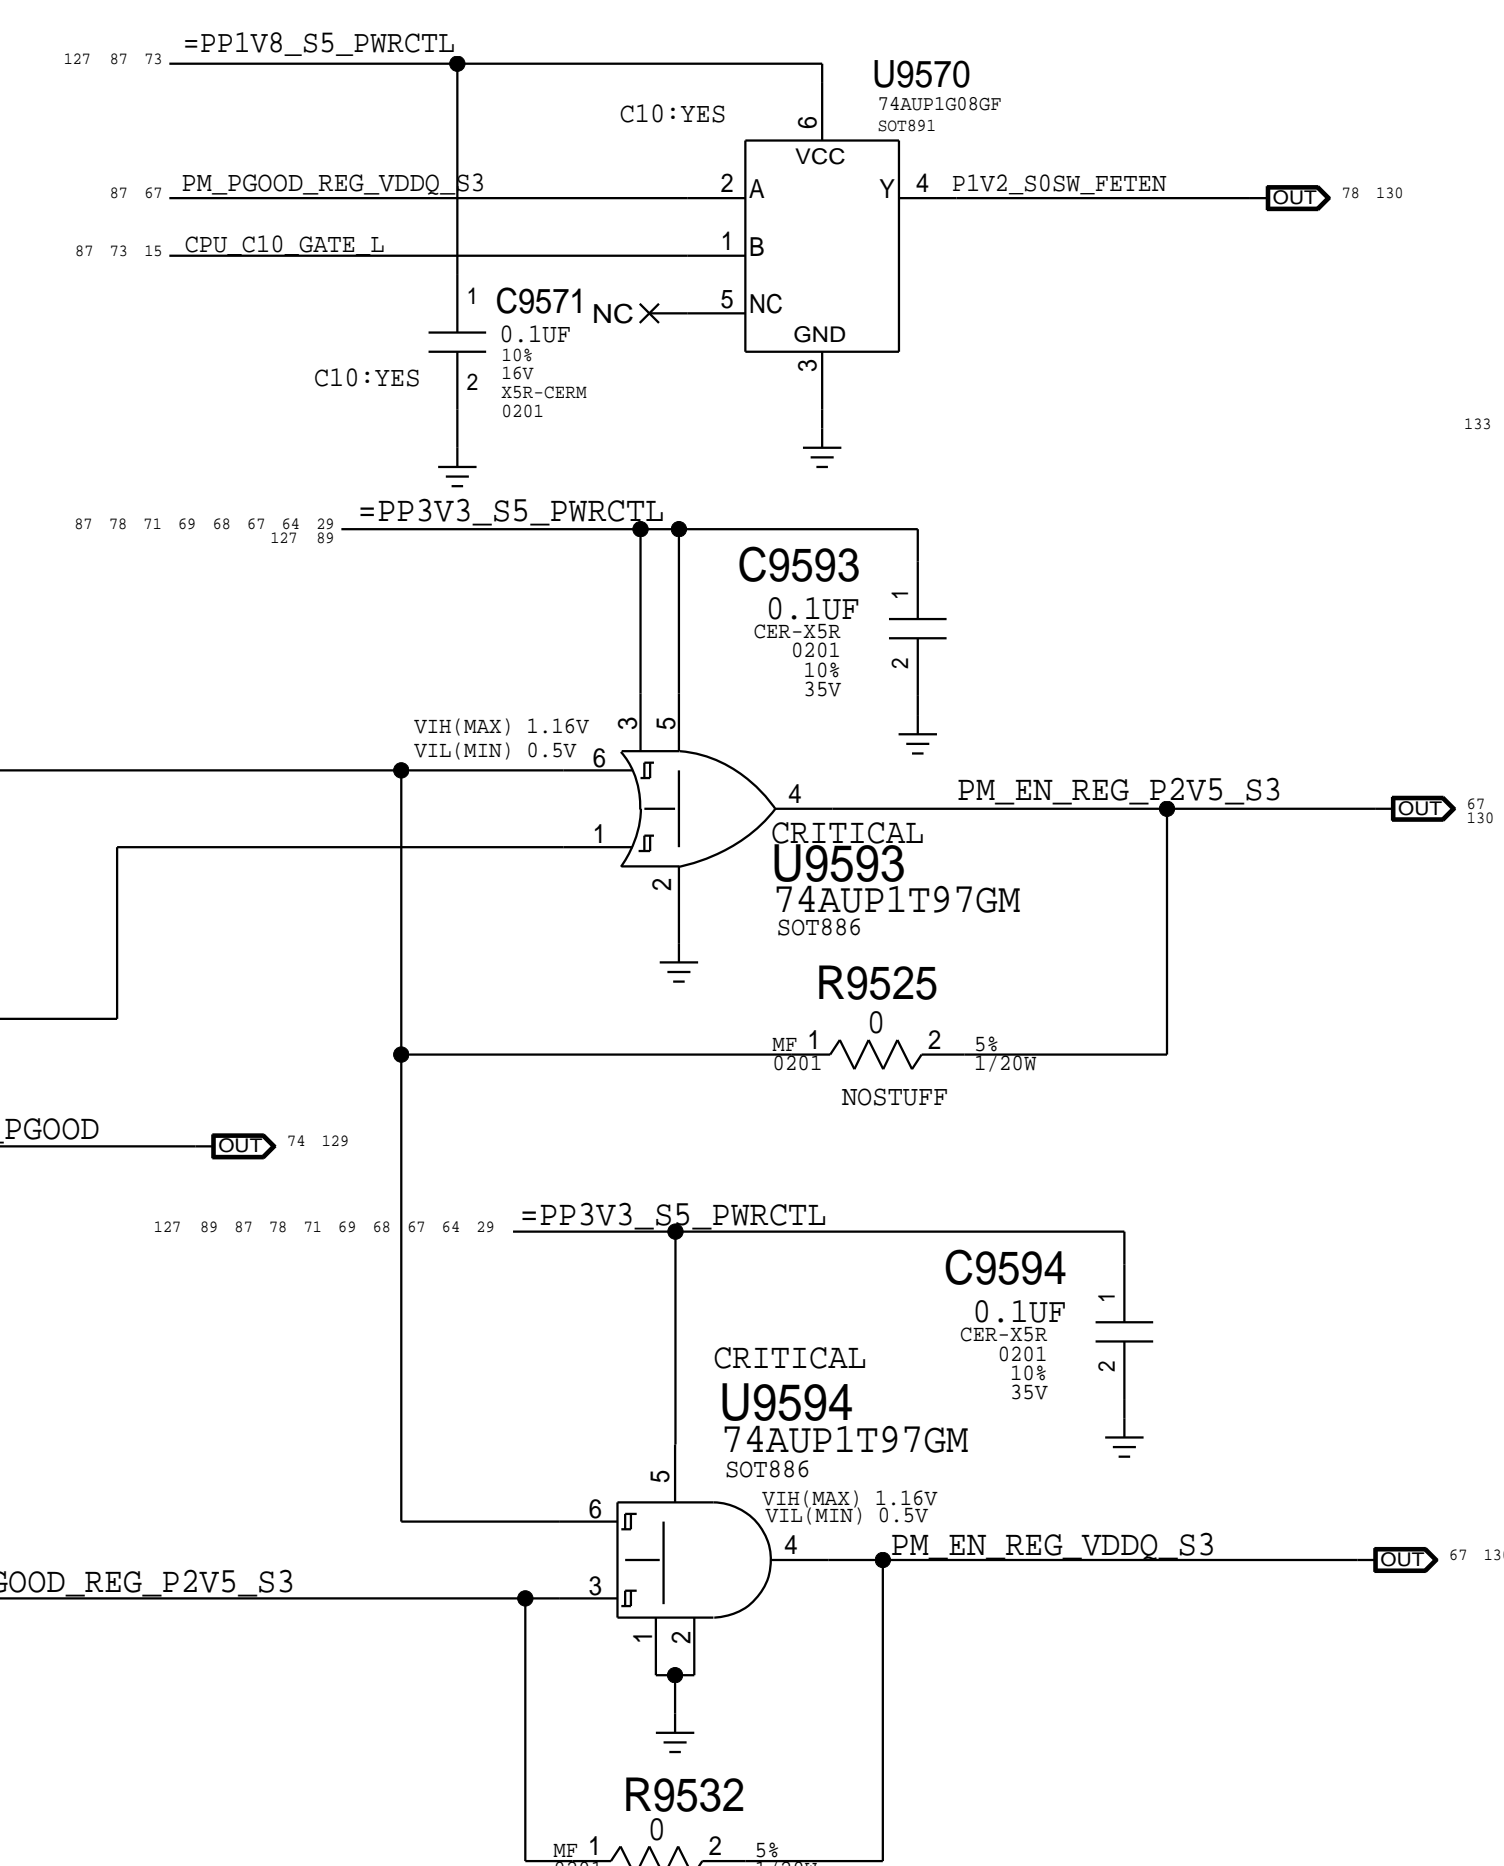 =PP1V8_S5_PWRCTL
127 87 73
U9570
74AUP1G08GF
SOT891
C10:YES
6
VCC
87 67 PM_PGOOD_REG_VDDQ_S3 2 A
Y 4 P1V2_S0SW_FETEN OUT 78 130
87 73 15 CPU_C10_GATE_L 1 B
1 C9571 NC 5 NC
0.1UF
10%
16V
X5R-CERM
0201
C10:YES 2
GND
3
133
=PP3V3_S5_PWRCTL
87 78 71 69 68 67 64 29
127 89
C9593
0.1UF
CER-X5R
0201
10%
35V
1
2
VIH(MAX) 1.16V
VIL(MIN) 0.5V
3 5
6
1
2
4 PM_EN_REG_P2V5_S3 OUT 67
130
CRITICAL
U9593
74AUP1T97GM
SOT886
R9525
0
MF 1 2 5%
0201 1/20W
NOSTUFF
_PGOOD OUT 74 129
=PP3V3_S5_PWRCTL
127 89 87 78 71 69 68 67 64 29
C9594
0.1UF
CER-X5R
0201
10%
35V
1
2
CRITICAL
U9594
74AUP1T97GM
SOT886
5
VIH(MAX) 1.16V
VIL(MIN) 0.5V
6
4 PM_EN_REG_VDDQ_S3 OUT 67
GOOD_REG_P2V5_S3 3
1 2
R9532
0
MF 1 2 5%